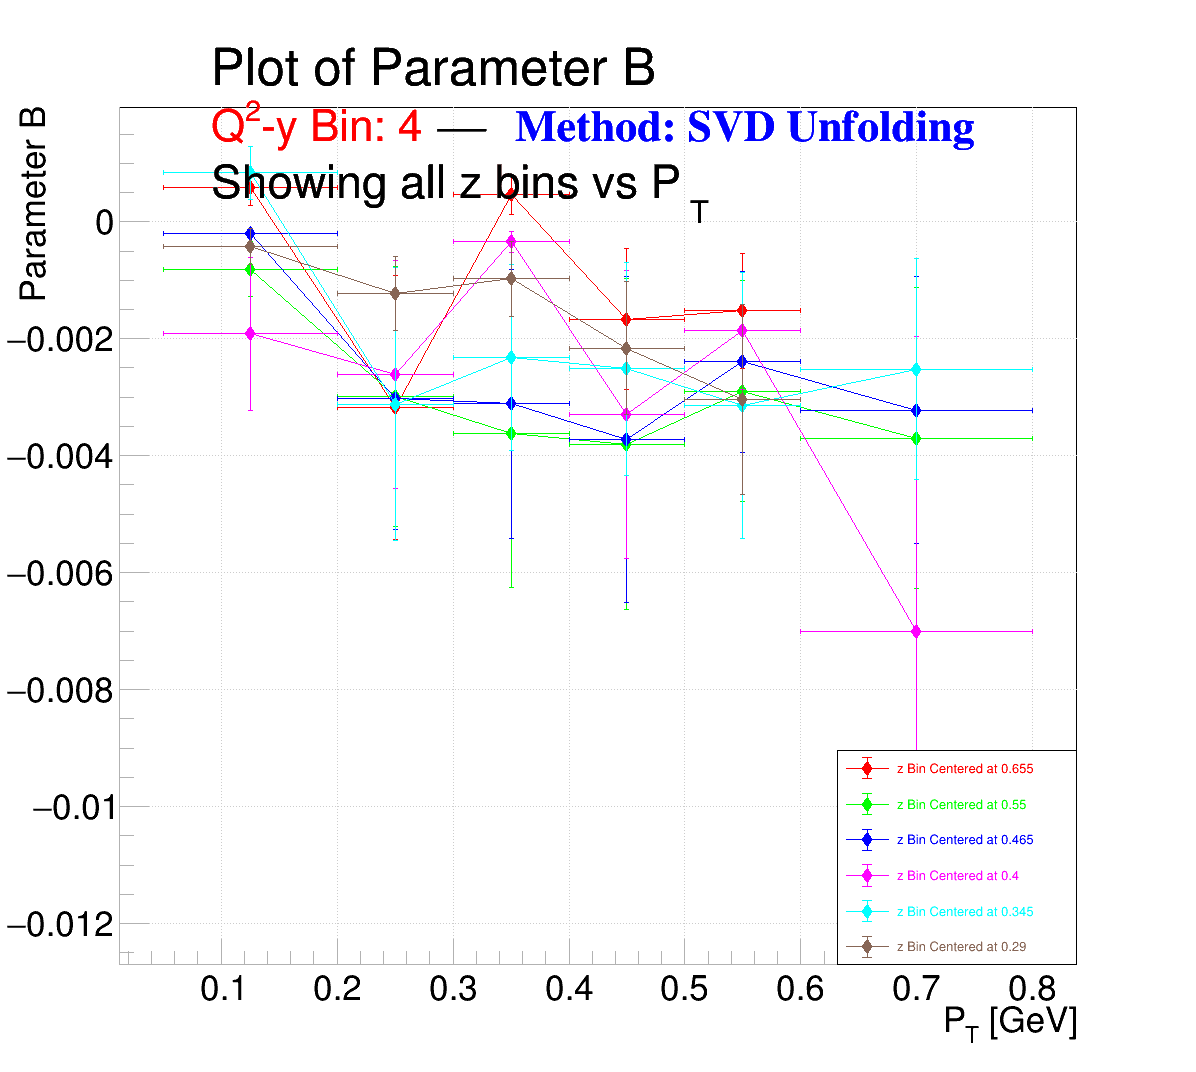 Plot of Parameter B
Q²-y Bin: 4 — Method: SVD Unfolding
Showing all z bins vs P_T
Parameter B
0
−0.002
−0.004
−0.006
−0.008
−0.01
−0.012
z Bin Centered at 0.655
z Bin Centered at 0.55
z Bin Centered at 0.465
z Bin Centered at 0.4
z Bin Centered at 0.345
z Bin Centered at 0.29
0.1 0.2 0.3 0.4 0.5 0.6 0.7 0.8
P_T [GeV]